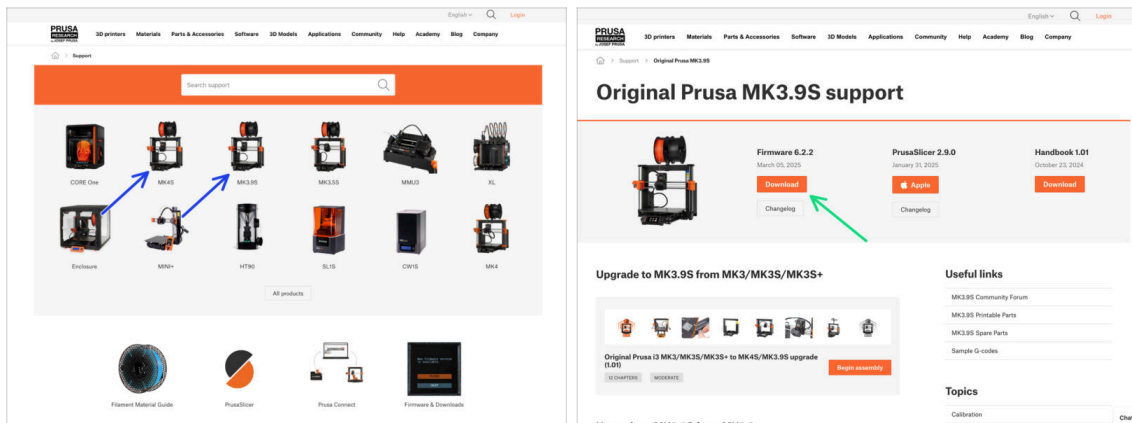 English
Login
PRUSA
RESEARCH
by JOSEF PRUSA
3D printers Materials Parts & Accessories Software 3D Models Applications Community Help Academy Blog Company
Support
Search support
CORE One MK4S MK3.9S MK3.5S MMU3 XL
Enclosure MINI+ HT90 SL1S CW1S MK4
All products
Filament Material Guide PrusaSlicer Prusa Connect Firmware & Downloads
English
Login
PRUSA
RESEARCH
by JOSEF PRUSA
3D printers Materials Parts & Accessories Software 3D Models Applications Community Help Academy Blog Company
Support Original Prusa MK3.9S
Original Prusa MK3.9S support
Firmware 6.2.2
March 05, 2025
Download
Changelog
PrusaSlicer 2.9.0
January 31, 2025
Apple
Changelog
Handbook 1.01
October 23, 2024
Download
Upgrade to MK3.9S from MK3/MK3S/MK3S+
Original Prusa i3 MK3/MK3S/MK3S+ to MK4S/MK3.9S upgrade
(1.01)
12 CHAPTERS MODERATE
Begin assembly
Useful links
MK3.9S Community Forum
MK3.9S Printable Parts
MK3.9S Spare Parts
Sample G-codes
Topics
Calibration
Chat